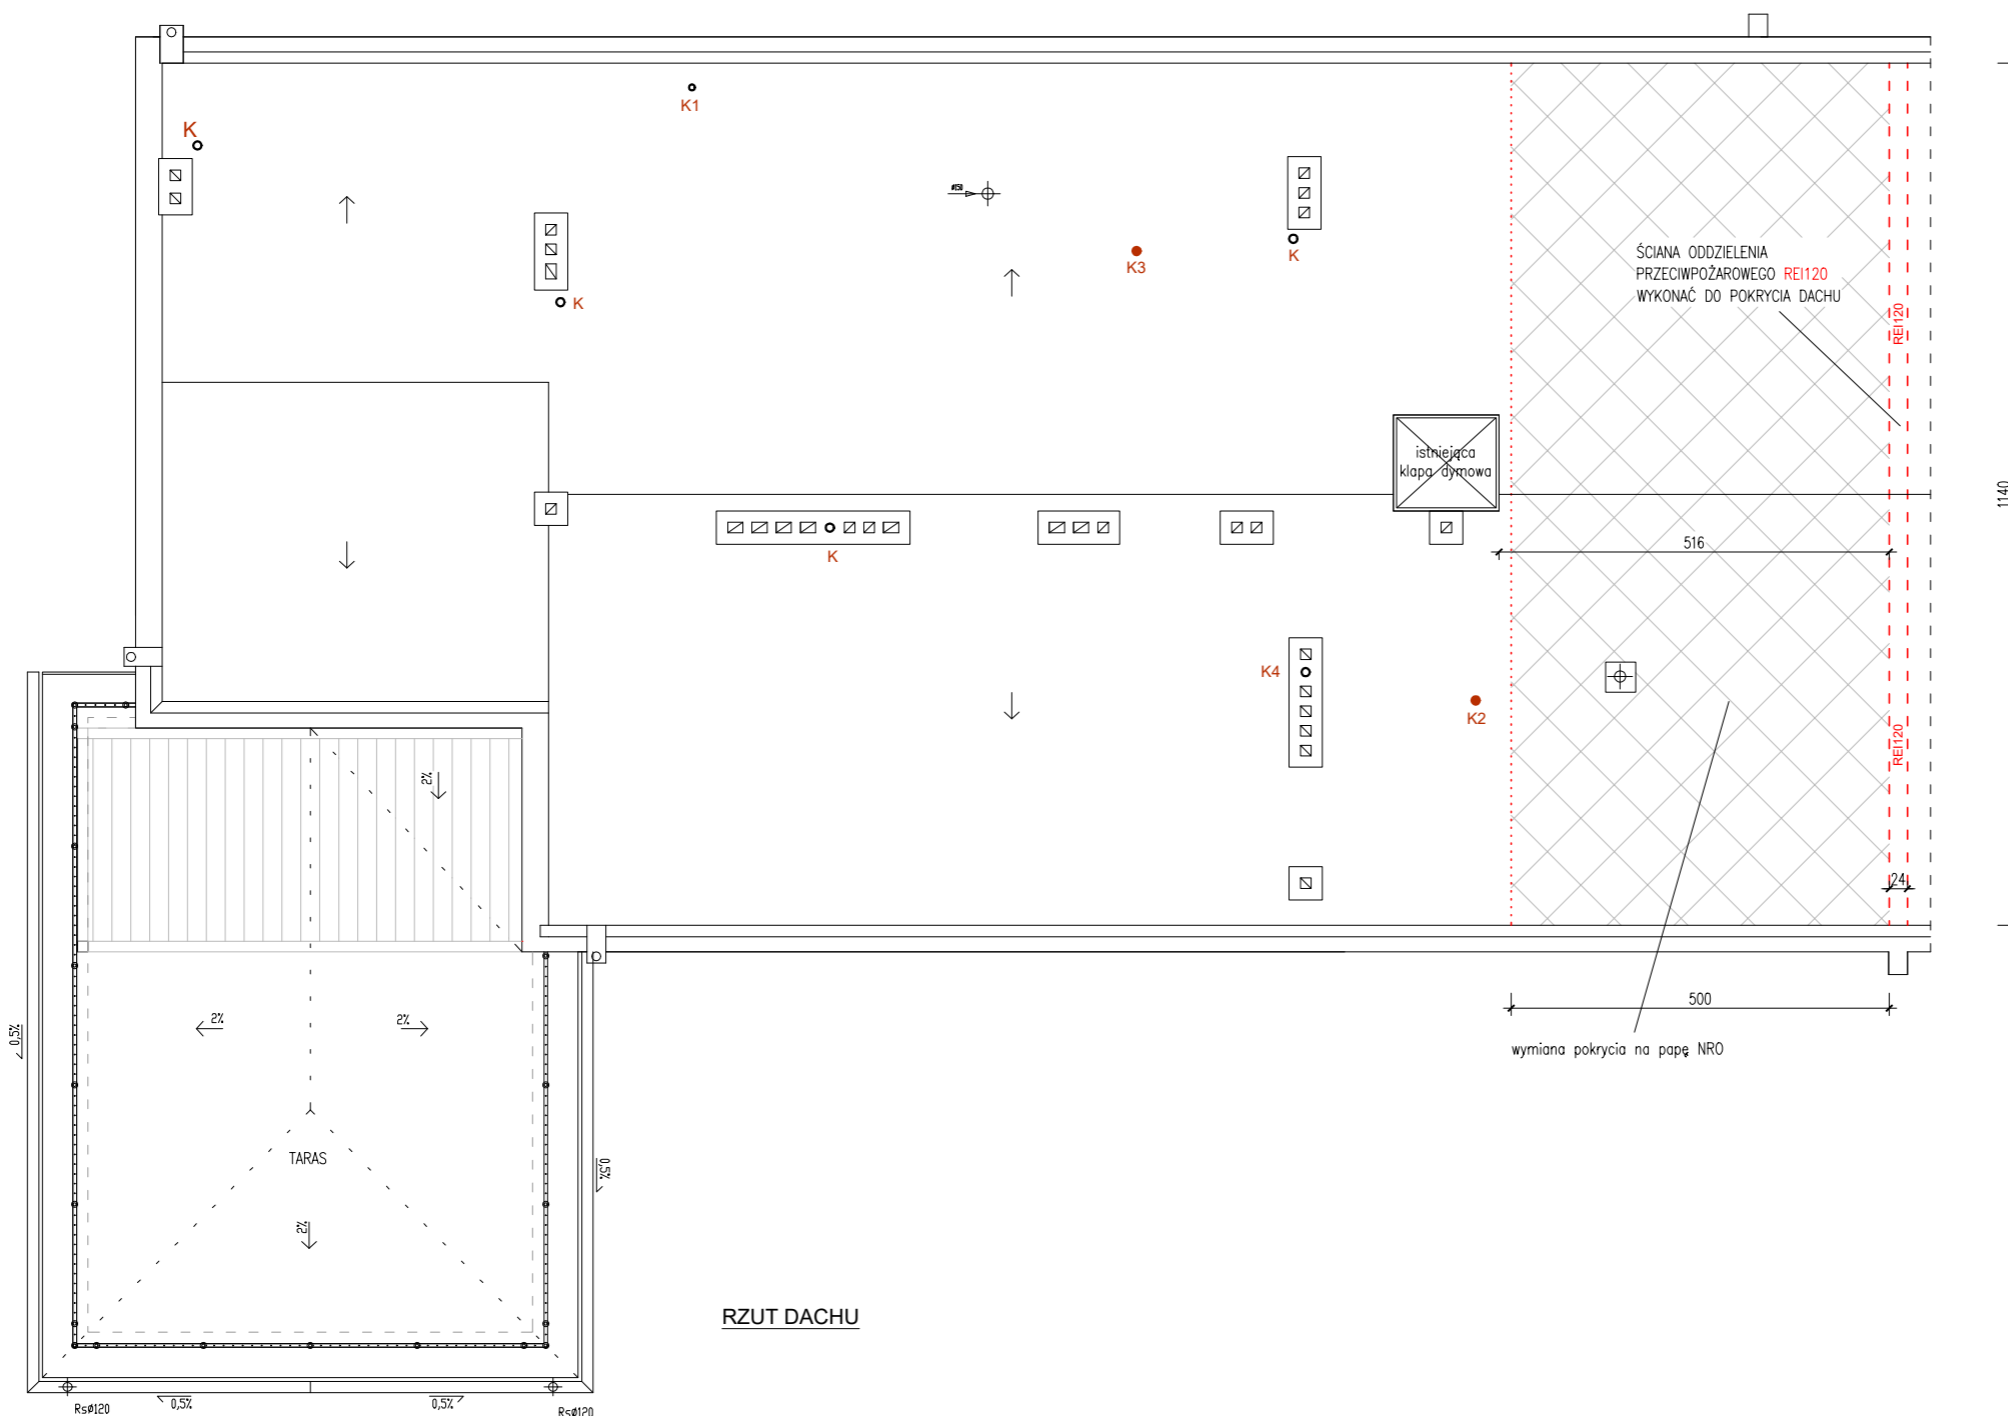 K1
K
K
K3
K
ŚCIANA ODDZIELENIA
PRZECIWPOŻAROWEGO REI120
WYKONAĆ DO POKRYCIA DACHU
REI120
istniejąca
klapa dymowa
1140
K
516
K4
K2
REI120
2%
24
500
wymiana pokrycia na papę NRO
2%
2%
0,5%
TARAS
0,5%
2%
RZUT DACHU
0,5%
0,5%
Rsø120
Rsø120